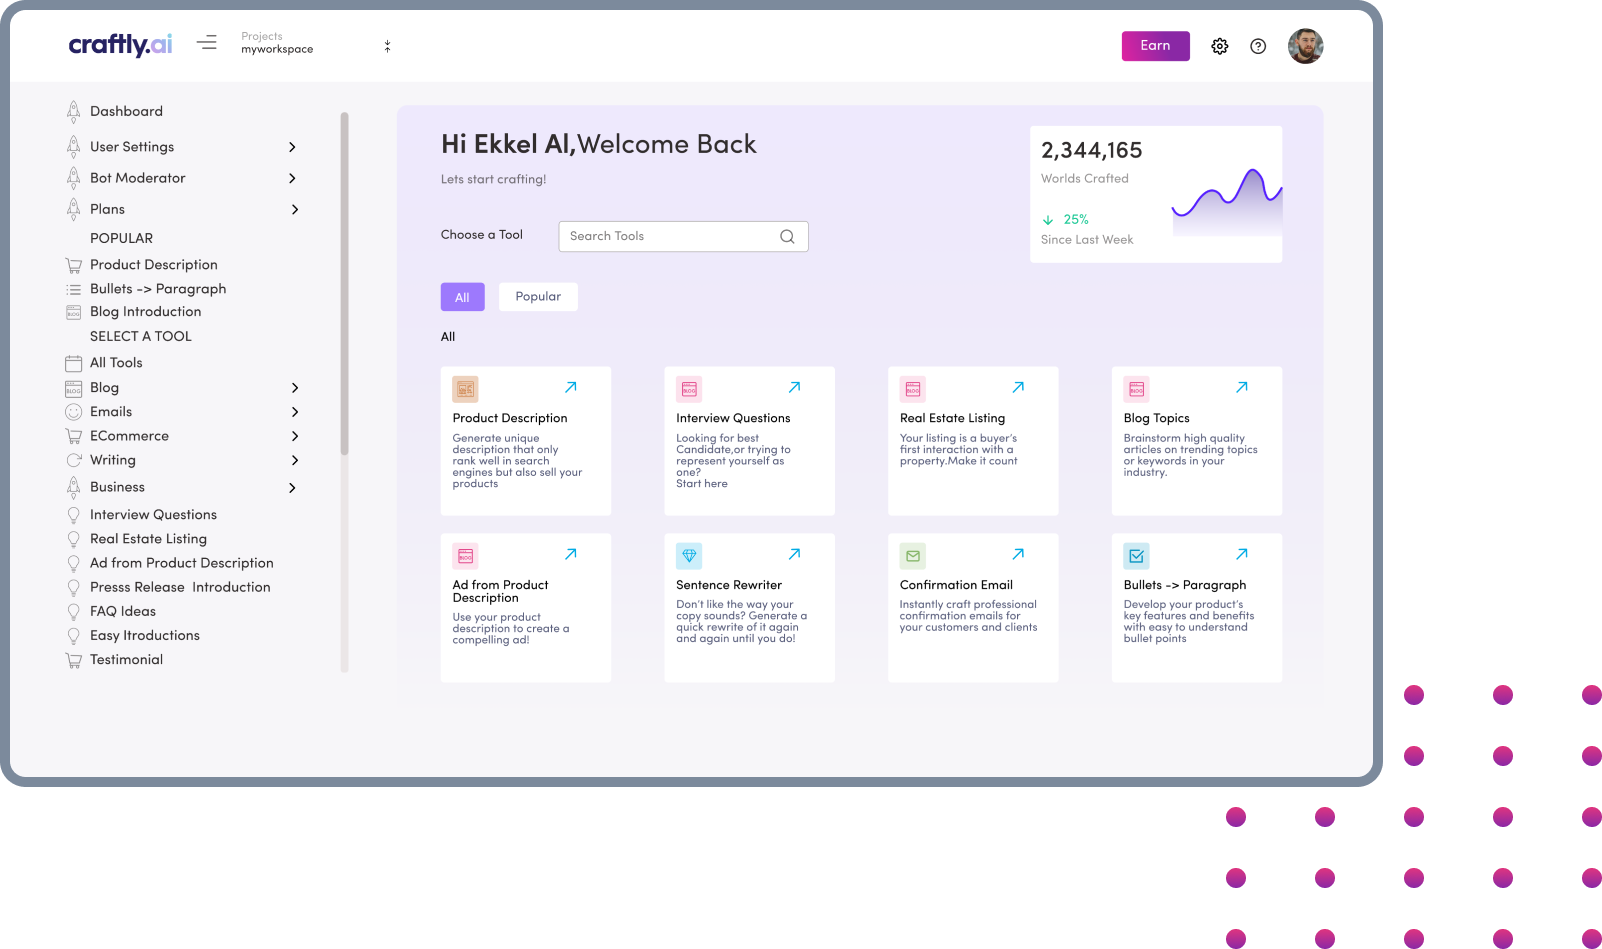 craftly.ai
Projects
myworkspace
Earn
Dashboard
User Settings
Bot Moderator
Plans
POPULAR
Product Description
Bullets -> Paragraph
Blog Introduction
SELECT A TOOL
All Tools
Blog
Emails
ECommerce
Writing
Business
Interview Questions
Real Estate Listing
Ad from Product Description
Presss Release  Introduction
FAQ Ideas
Easy Itroductions
Testimonial
Hi Ekkel Al,Welcome Back
Lets start crafting!
2,344,165
Worlds Crafted
25%
Since Last Week
Choose a Tool
Search Tools
All
Popular
All
Product Description
Generate unique
description that only
rank well in search
engines but also sell your
products
BLOG
Interview Questions
Looking for best
Candidate,or trying to
represent yourself as
one?
Start here
BLOG
Real Estate Listing
Your listing is a buyer's
first interaction with a
property.Make it count
BLOG
Blog Topics
Brainstorm high quality
articles on trending topics
or keywords in your
industry.
BLOG
Ad from Product
Description
Use your product
description to create a
compelling ad!
Sentence Rewriter
Don't like the way your
copy sounds? Generate a
quick rewrite of it again
and again until you do!
Confirmation Email
Instantly craft professional
confirmation emails for
your customers and clients
Bullets -> Paragraph
Develop your product's
key features and benefits
with easy to understand
bullet points